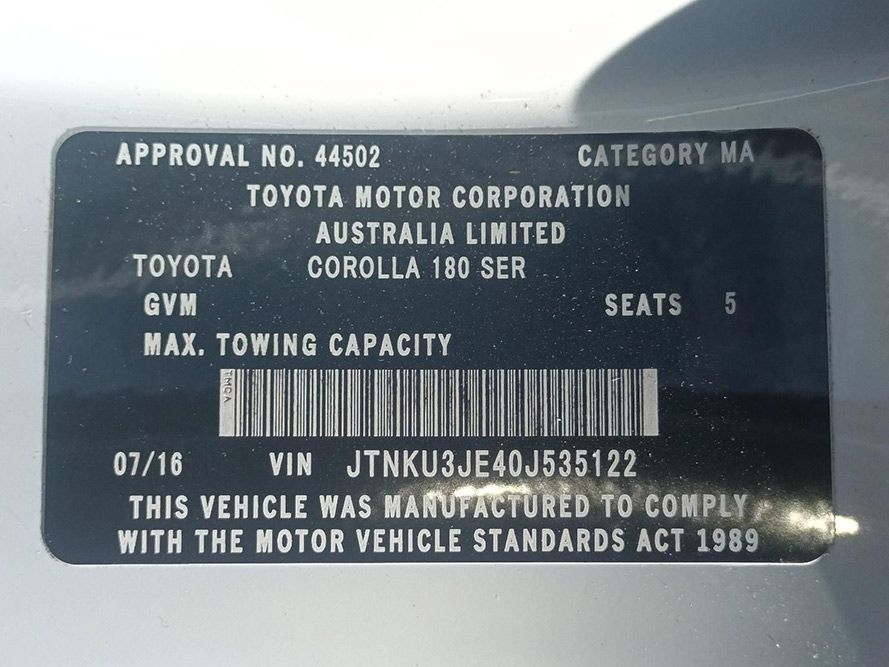 APPROVAL NO. 44502 CATEGORY MA
TOYOTA MOTOR CORPORATION
AUSTRALIA LIMITED
TOYOTA COROLLA 180 SER
GVM SEATS 5
MAX. TOWING CAPACITY
TMCA
07/16 VIN JTNKU3JE40J535122
THIS VEHICLE WAS MANUFACTURED TO COMPLY
WITH THE MOTOR VEHICLE STANDARDS ACT 1989